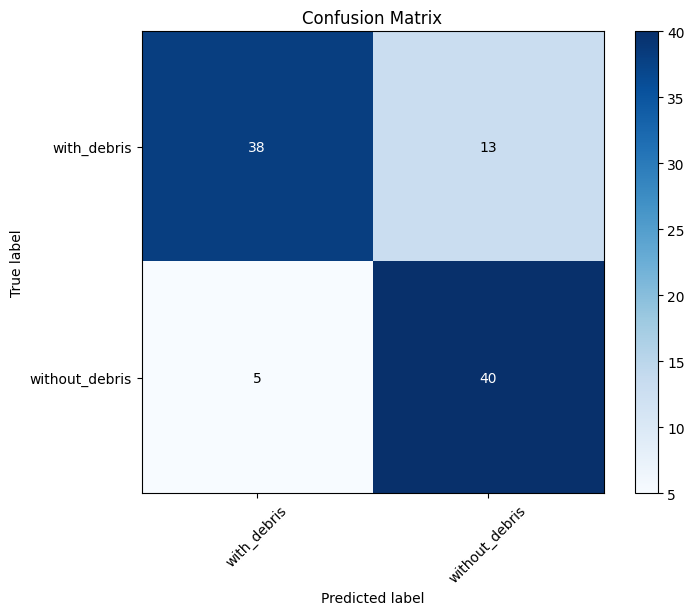 Confusion Matrix
True label
with_debris
38
13
without_debris
5
40
with_debris
without_debris
Predicted label
40
35
30
25
20
15
10
5